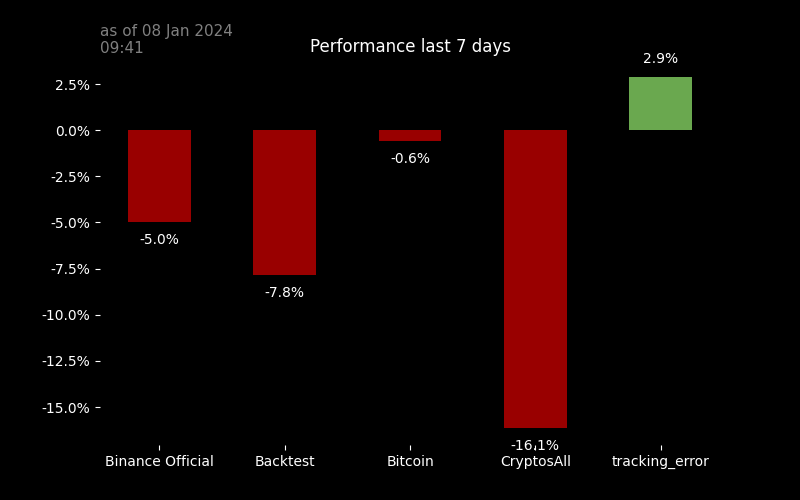 as of 08 Jan 2024
09:41
Performance last 7 days
2.9%
2.5%
0.0%
-2.5%
-5.0%
-7.5%
-10.0%
-12.5%
-15.0%
-5.0%
-7.8%
-0.6%
-16.1%
Binance Official
Backtest
Bitcoin
CryptosAll
tracking_error